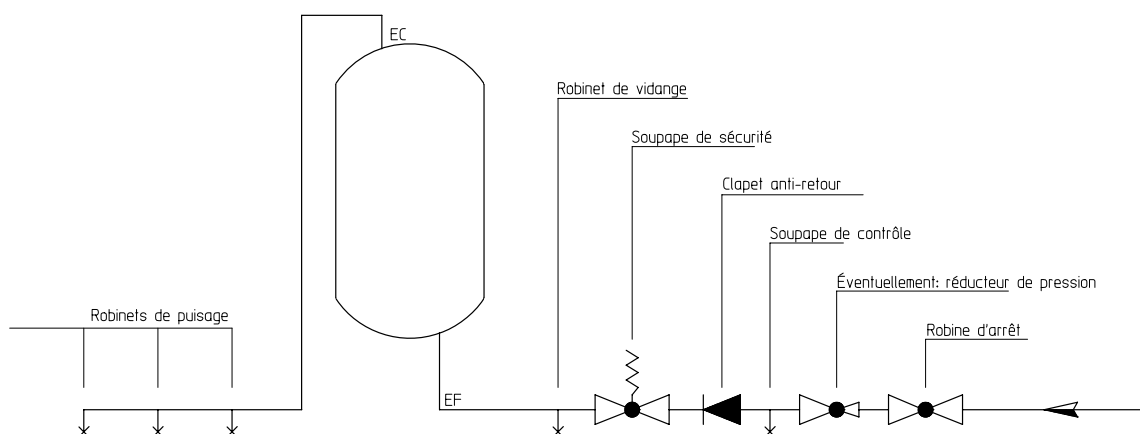 EC
Robinet de vidange
Soupape de sécurité
Clapet anti-retour
Soupape de contrôle
Éventuellement: réducteur de pression
Robinets de puisage
Robine d'arrêt
EF